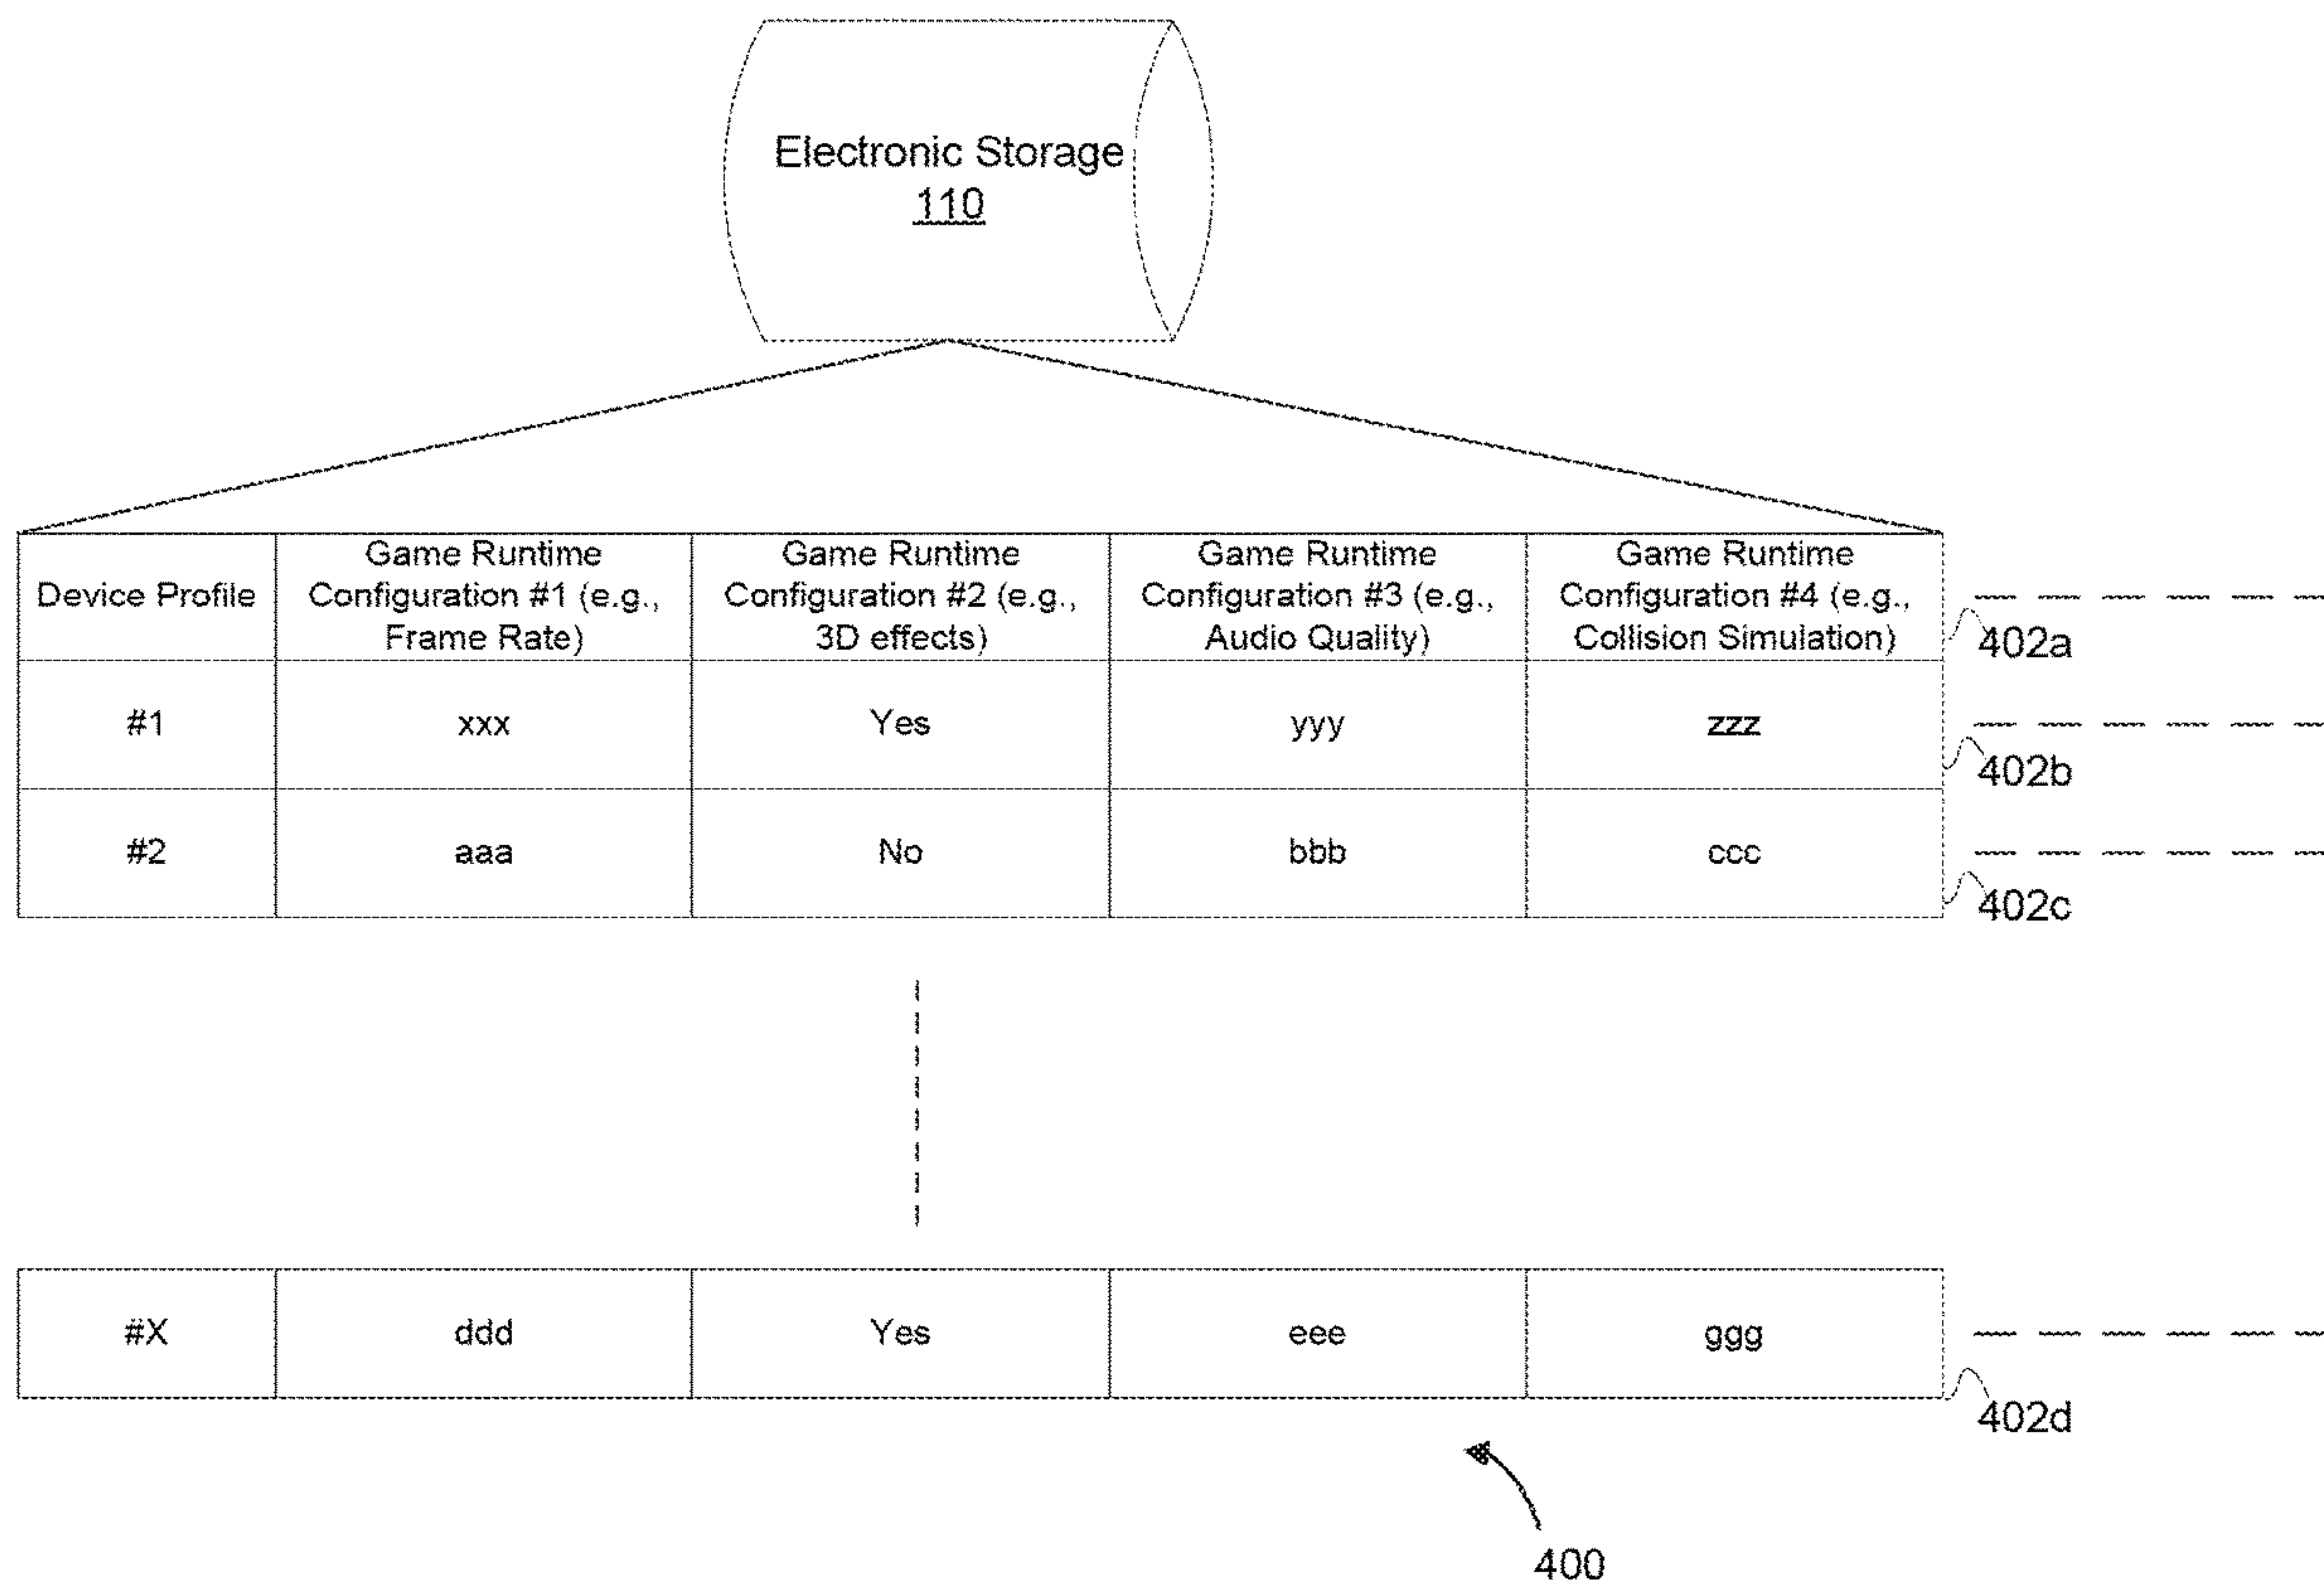 Electronic Storage
110
Device Profile
Game Runtime
Configuration #1 (e.g.,
Frame Rate)
Game Runtime
Configuration #2 (e.g.,
3D effects)
Game Runtime
Configuration #3 (e.g.,
Audio Quality)
Game Runtime
Configuration #4 (e.g.,
Collision Simulation)
402a
#1 xxx Yes yyy zzz
402b
#2 aaa No bbb ccc
402c
#X ddd Yes eee ggg
402d
400